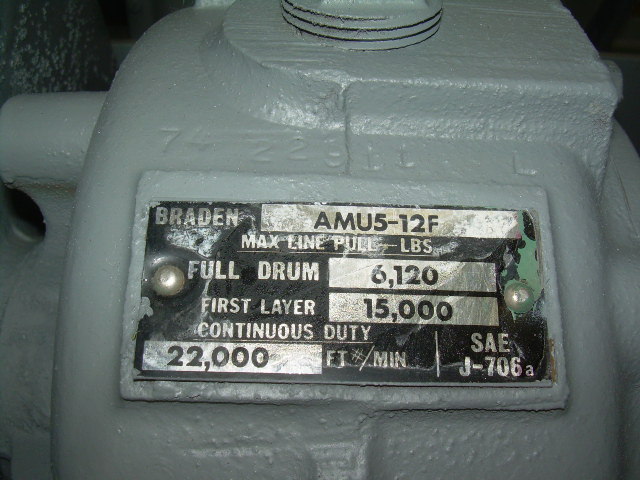 BRADEN AMU5-12F
MAX LINE PULL - LBS
FULL DRUM 6,120
FIRST LAYER 15,000
CONTINUOUS DUTY
22,000 FT #/MIN
SAE
J-706a